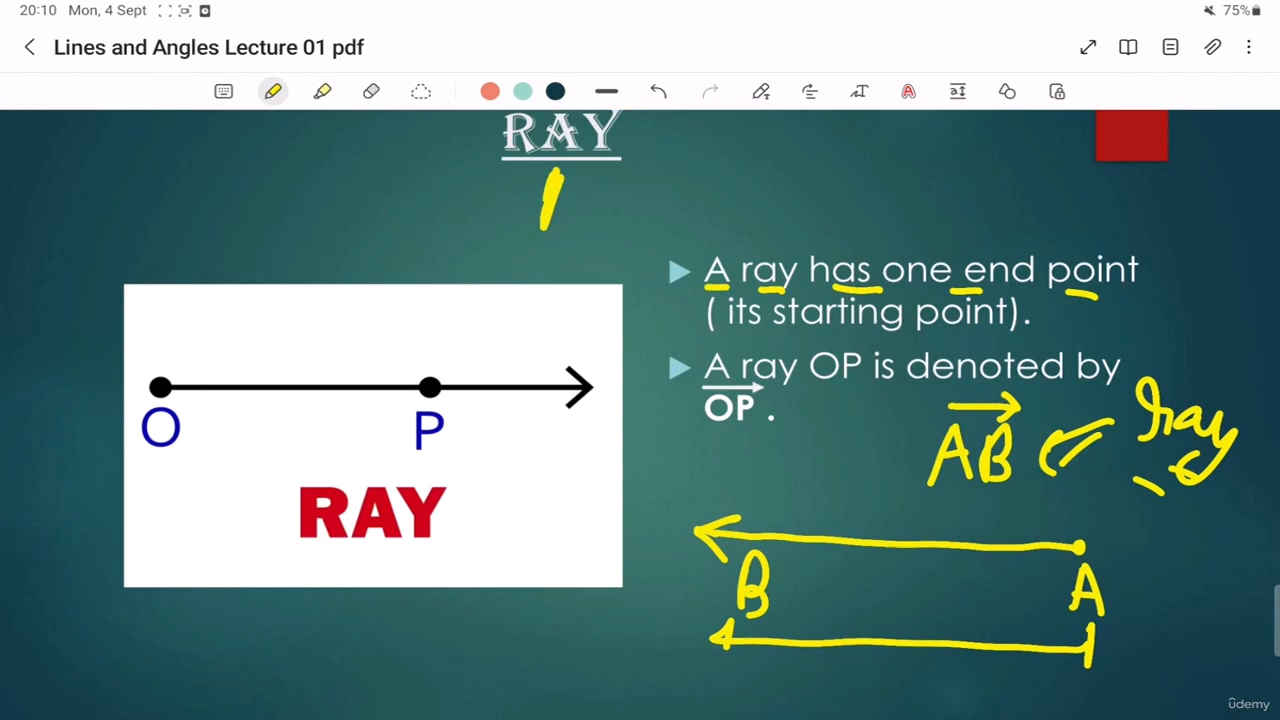 20:10 Mon, 4 Sept 75%
Lines and Angles Lecture 01 pdf
RAY
A ray has one end point
( its starting point).
A ray OP is denoted by
OP .
AB ray
O P
RAY
B A
ûdemy